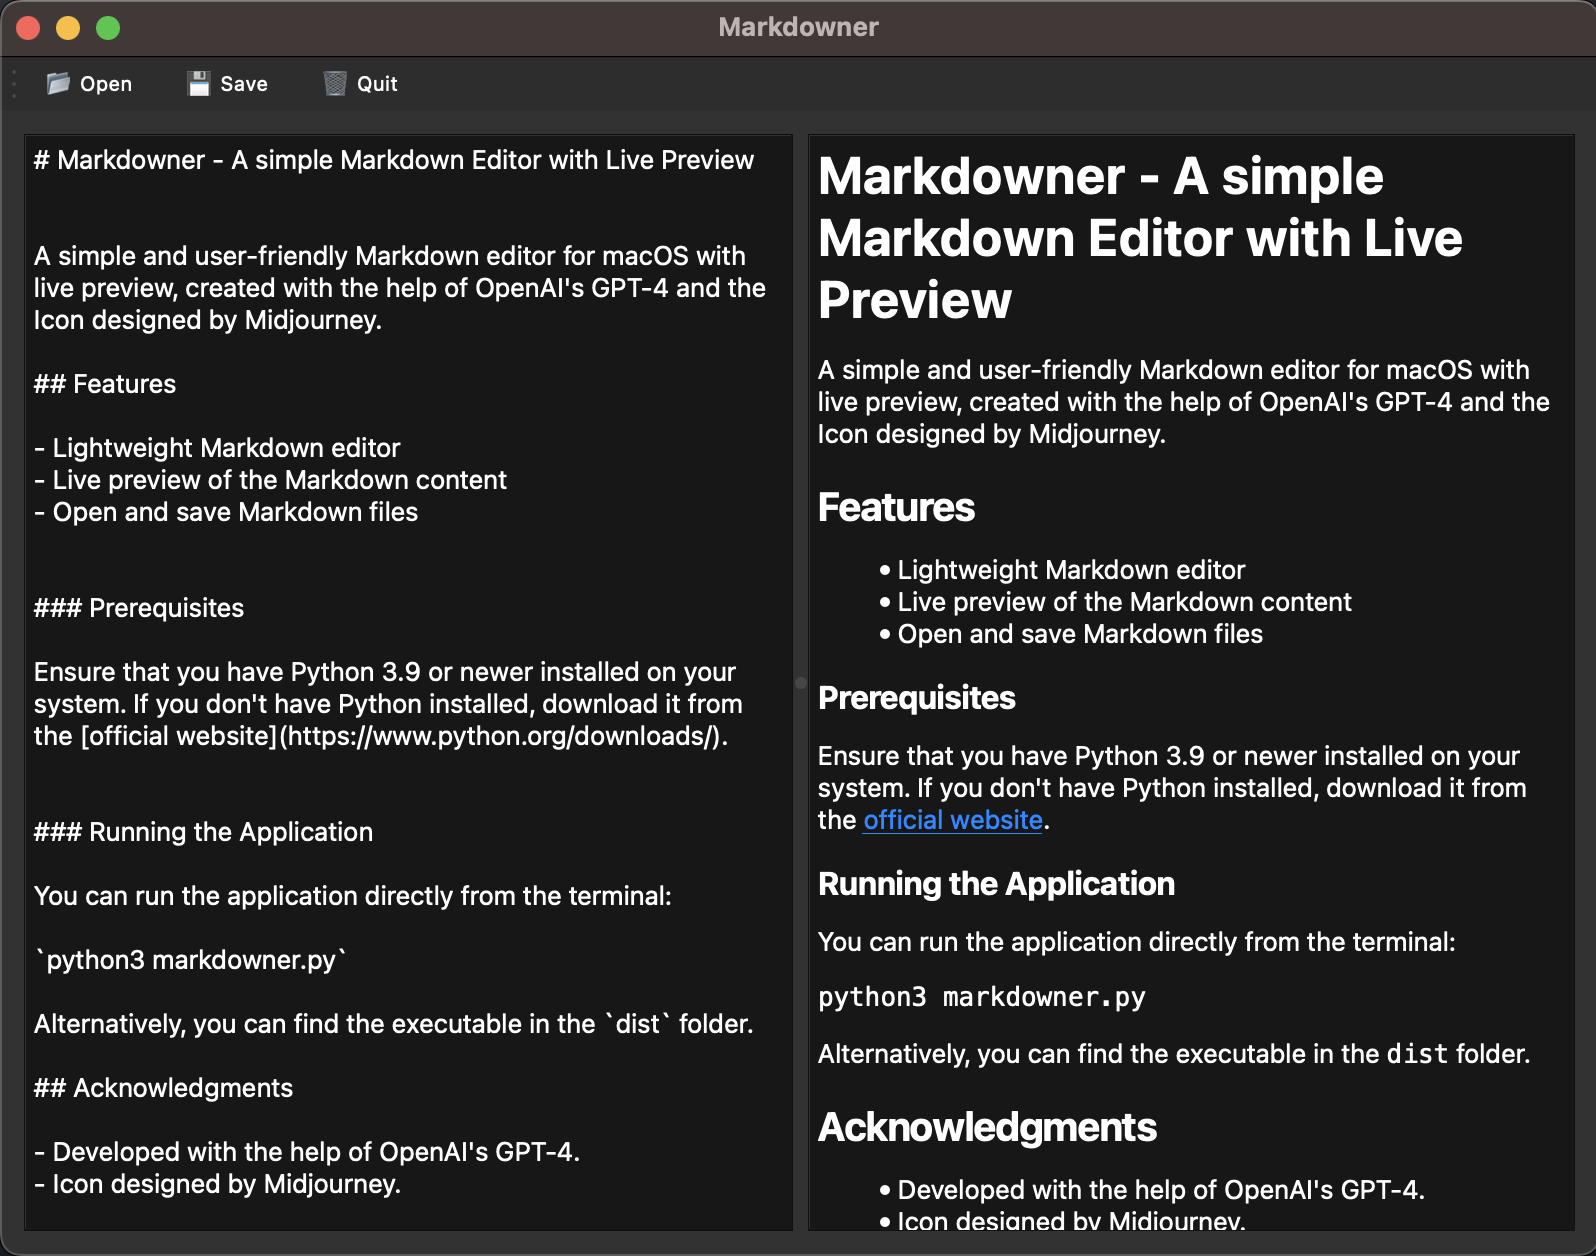 Markdowner
Open
Save
Quit
# Markdowner - A simple Markdown Editor with Live Preview
A simple and user-friendly Markdown editor for macOS with
live preview, created with the help of OpenAI's GPT-4 and the
Icon designed by Midjourney.
## Features
- Lightweight Markdown editor
- Live preview of the Markdown content
- Open and save Markdown files
### Prerequisites
Ensure that you have Python 3.9 or newer installed on your
system. If you don't have Python installed, download it from
the [official website](https://www.python.org/downloads/).
### Running the Application
You can run the application directly from the terminal:
`python3 markdowner.py`
Alternatively, you can find the executable in the `dist` folder.
## Acknowledgments
- Developed with the help of OpenAI's GPT-4.
- Icon designed by Midjourney.
Markdowner - A simple
Markdown Editor with Live
Preview
A simple and user-friendly Markdown editor for macOS with
live preview, created with the help of OpenAI's GPT-4 and the
Icon designed by Midjourney.
Features
• Lightweight Markdown editor
• Live preview of the Markdown content
• Open and save Markdown files
Prerequisites
Ensure that you have Python 3.9 or newer installed on your
system. If you don't have Python installed, download it from
the official website.
Running the Application
You can run the application directly from the terminal:
python3 markdowner.py
Alternatively, you can find the executable in the dist folder.
Acknowledgments
• Developed with the help of OpenAI's GPT-4.
• Icon designed by Midjourney.